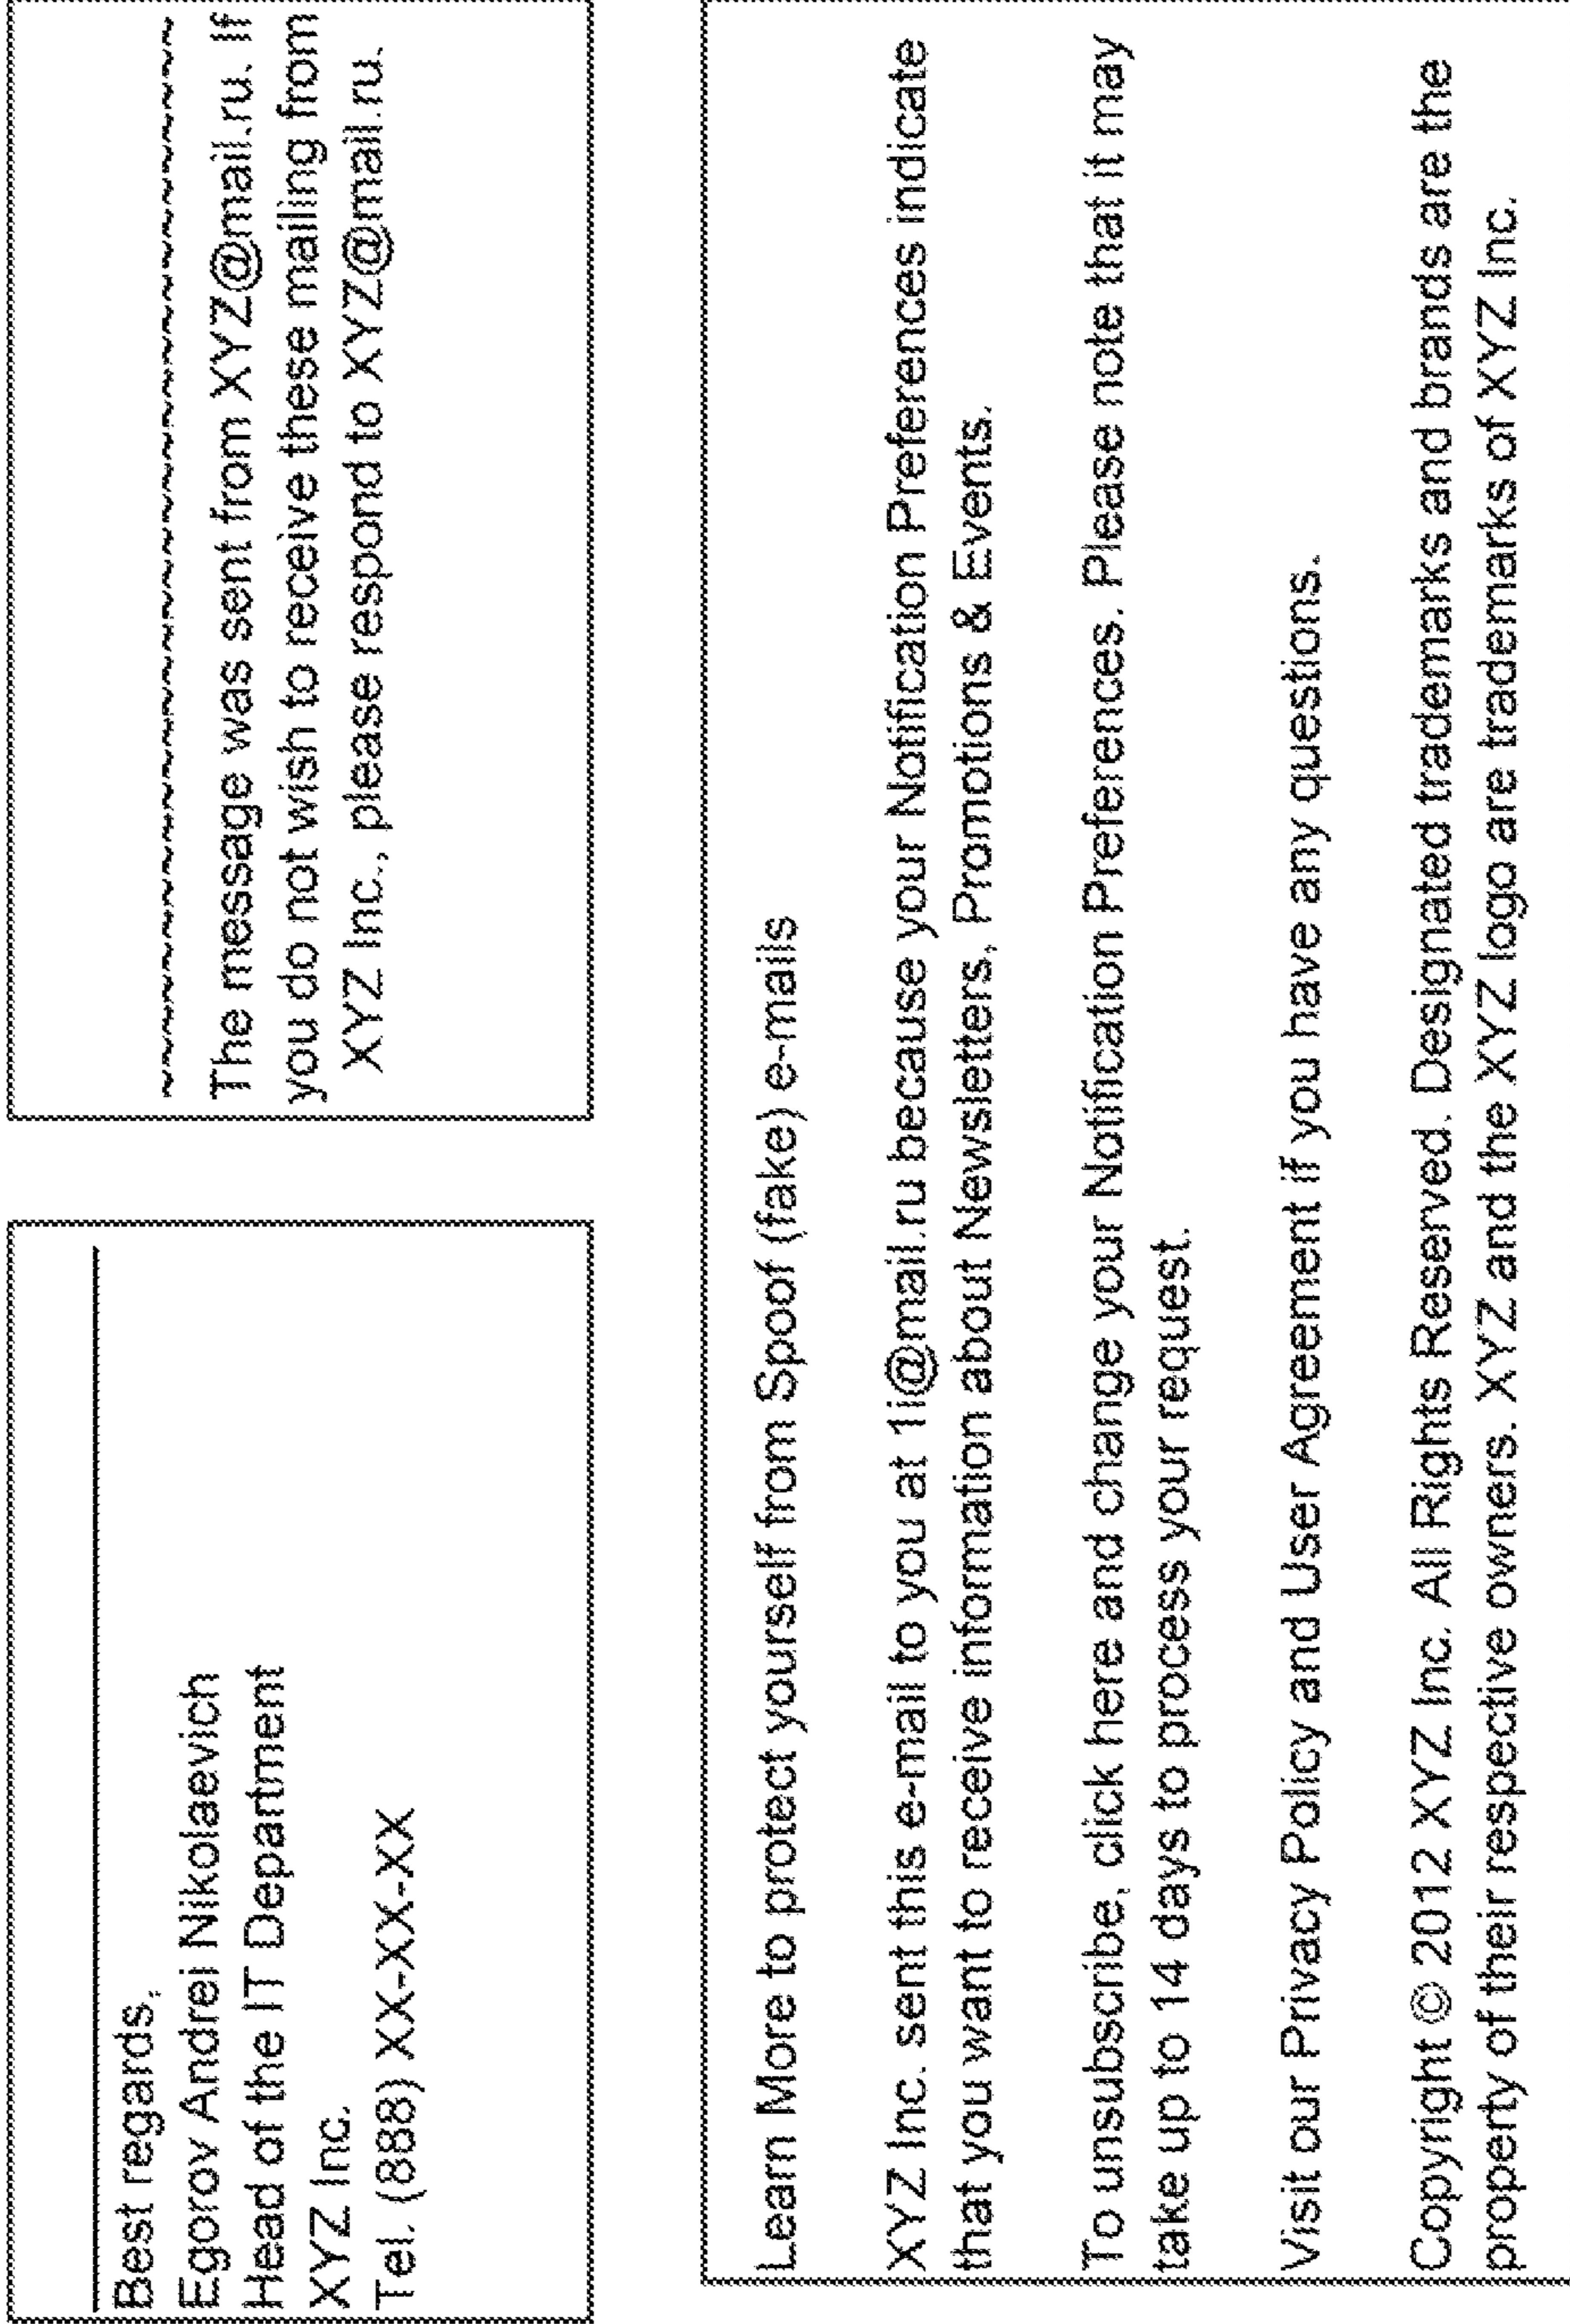 Best regards,
Egorov Andrei Nikolaevich
Head of the IT Department
XYZ Inc.
Tel. (888) XX-XX-XX
~~~~~~~~~~~~~~~~~~~~~~~~~~~~~~~~~~~~~~~~
The message was sent from XYZ@mail.ru. If
you do not wish to receive these mailing from
XYZ Inc., please respond to XYZ@mail.ru.
Learn More to protect yourself from Spoof (fake) e-mails
XYZ Inc. sent this e-mail to you at 1i@mail.ru because your Notification Preferences indicate
that you want to receive information about Newsletters, Promotions & Events.
To unsubscribe, click here and change your Notification Preferences. Please note that it may
take up to 14 days to process your request.
Visit our Privacy Policy and User Agreement if you have any questions.
Copyright © 2012 XYZ Inc. All Rights Reserved. Designated trademarks and brands are the
property of their respective owners. XYZ and the XYZ logo are trademarks of XYZ Inc.